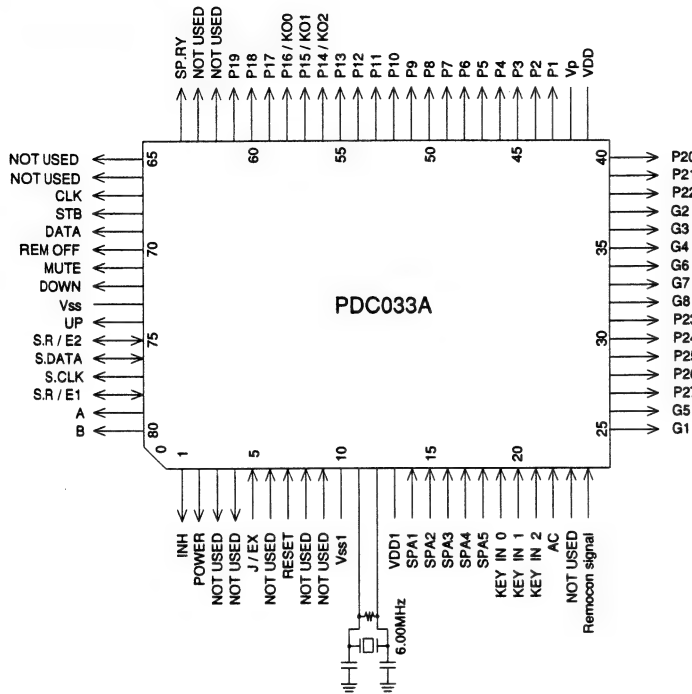 SP.RY
NOT USED
NOT USED
P19
P18
P17
P16 / KO0
P15 / KO1
P14 / KO2
P13
P12
P11
P10
P9
P8
P7
P6
P5
P4
P3
P2
P1
Vp
VDD
65
60
55
50
45
40
NOT USED
NOT USED
CLK
STB
DATA
REM OFF
MUTE
DOWN
Vss
UP
S.R / E2
S.DATA
S.CLK
S.R / E1
A
B
70
75
80
PDC033A
35
30
25
P20
P21
P22
G2
G3
G4
G6
G7
G8
P23
P24
P25
P26
P27
G5
G1
0
1
5
10
15
20
INH
POWER
NOT USED
NOT USED
J / EX
NOT USED
RESET
NOT USED
NOT USED
Vss1
6.00MHz
VDD1
SPA1
SPA2
SPA3
SPA4
SPA5
KEY IN 0
KEY IN 1
KEY IN 2
AC
NOT USED
Remocon signal